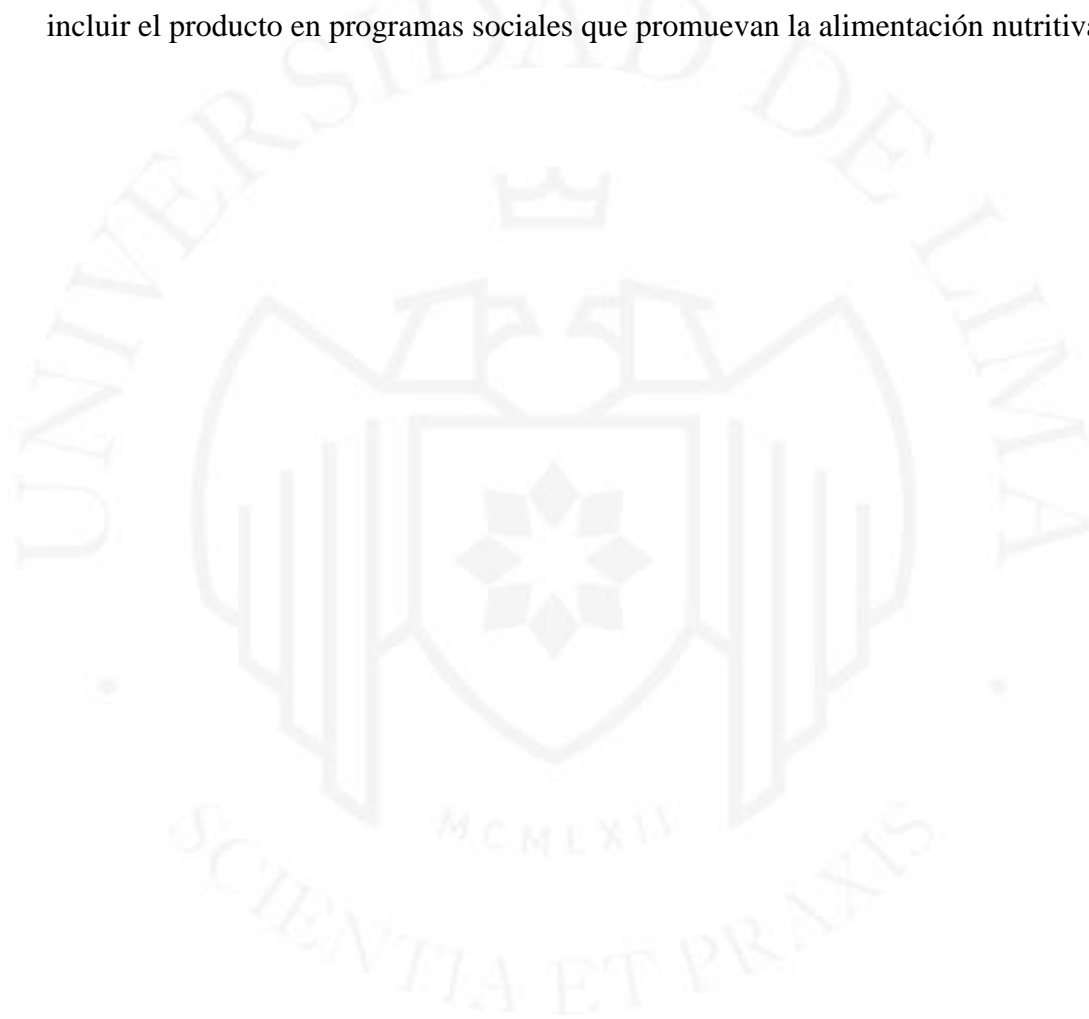 incluir el producto en programas sociales que promuevan la alimentación nutritiva
UNIVERSIDAD DE LIMA
MCMLXII
SCIENTIA ET PRAXIS